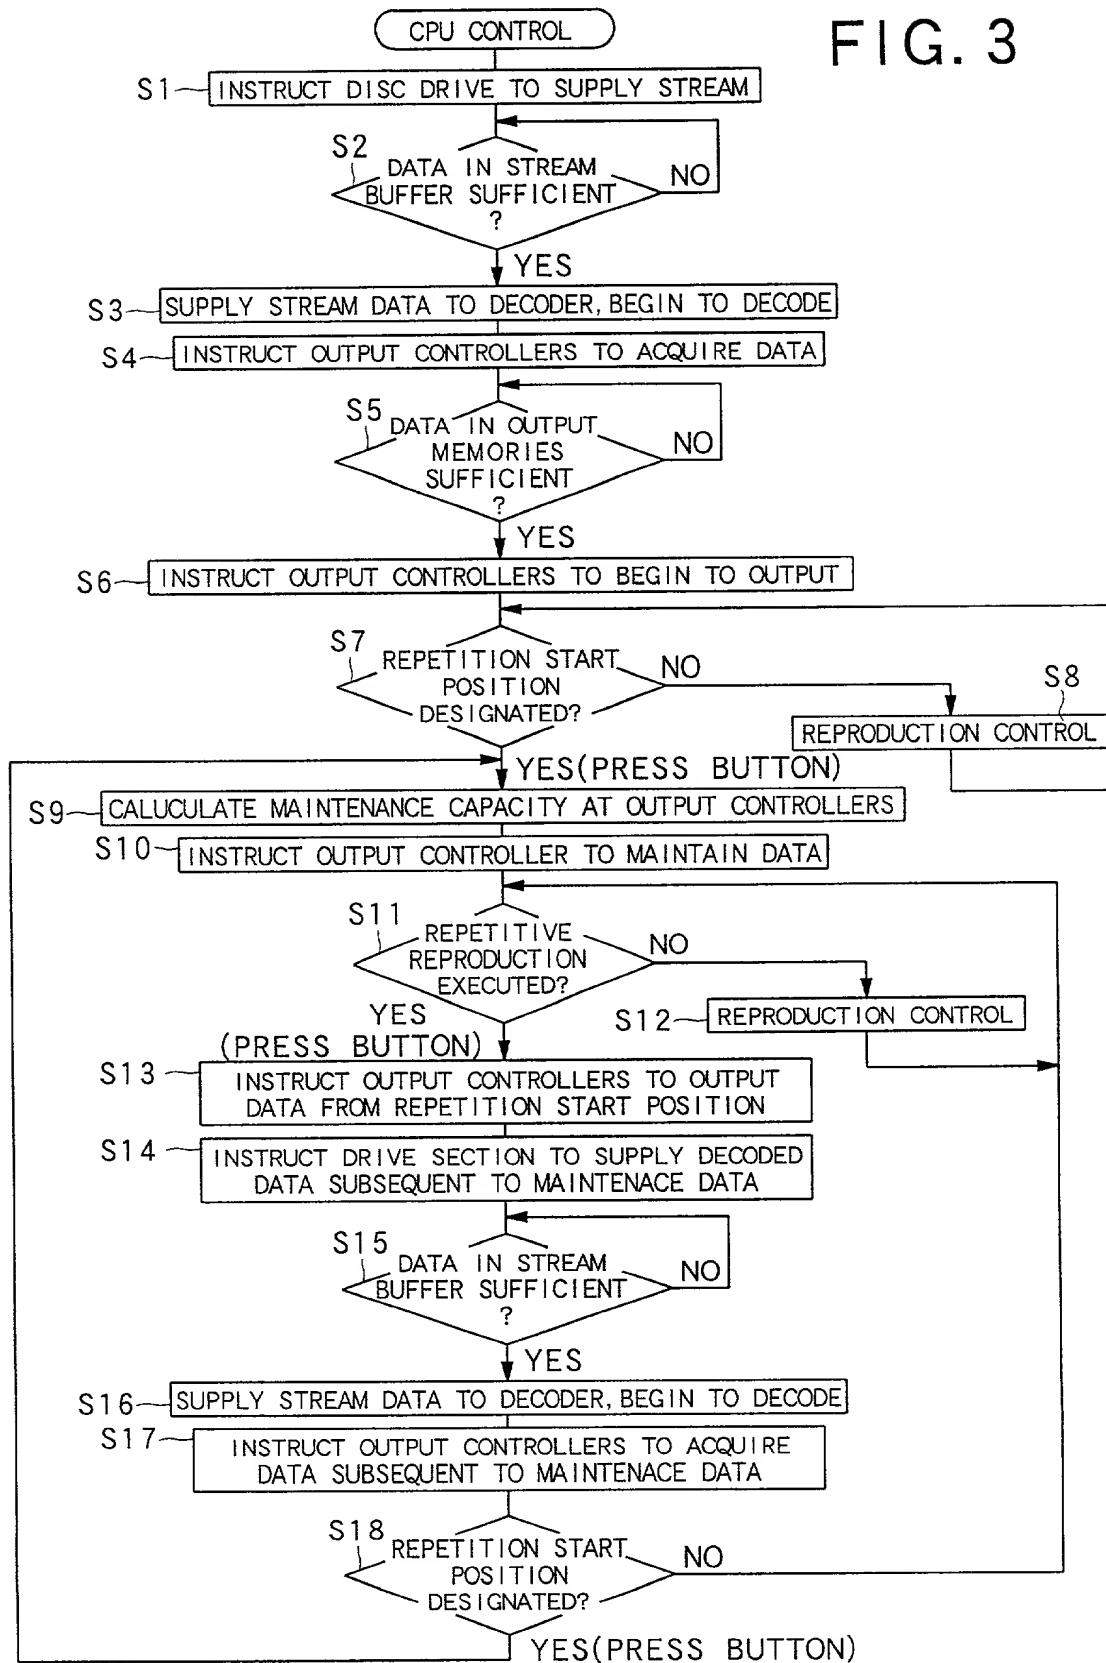 CPU CONTROL
FIG. 3
S1
INSTRUCT DISC DRIVE TO SUPPLY STREAM
S2
DATA IN STREAM
BUFFER SUFFICIENT
?
NO
YES
S3
SUPPLY STREAM DATA TO DECODER, BEGIN TO DECODE
S4
INSTRUCT OUTPUT CONTROLLERS TO ACQUIRE DATA
S5
DATA IN OUTPUT
MEMORIES
SUFFICIENT
?
NO
YES
S6
INSTRUCT OUTPUT CONTROLLERS TO BEGIN TO OUTPUT
S7
REPETITION START
POSITION
DESIGNATED?
NO
S8
REPRODUCTION CONTROL
YES(PRESS BUTTON)
S9
CALUCULATE MAINTENANCE CAPACITY AT OUTPUT CONTROLLERS
S10
INSTRUCT OUTPUT CONTROLLER TO MAINTAIN DATA
S11
REPETITIVE
REPRODUCTION
EXECUTED?
NO
S12
REPRODUCTION CONTROL
YES
(PRESS BUTTON)
S13
INSTRUCT OUTPUT CONTROLLERS TO OUTPUT
DATA FROM REPETITION START POSITION
S14
INSTRUCT DRIVE SECTION TO SUPPLY DECODED
DATA SUBSEQUENT TO MAINTENACE DATA
S15
DATA IN STREAM
BUFFER SUFFICIENT
?
NO
YES
S16
SUPPLY STREAM DATA TO DECODER, BEGIN TO DECODE
S17
INSTRUCT OUTPUT CONTROLLERS TO ACQUIRE
DATA SUBSEQUENT TO MAINTENACE DATA
S18
REPETITION START
POSITION
DESIGNATED?
NO
YES(PRESS BUTTON)